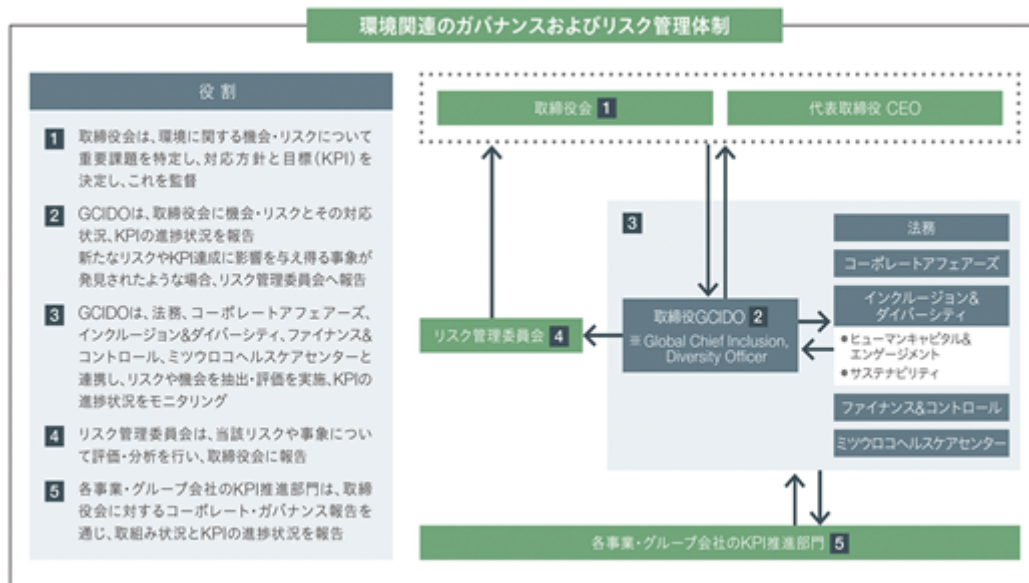 環境関連のガバナンスおよびリスク管理体制
役割
1 取締役会は、環境に関する機会・リスクについて
重要課題を特定し、対応方針と目標(KPI)を
決定し、これを監督
2 GCIDOは、取締役会に機会・リスクとその対応
状況、KPIの進捗状況を報告
新たなリスクやKPI達成に影響を与え得る事象が
発見されたような場合、リスク管理委員会へ報告
3 GCIDOは、法務、コーポレートアフェアーズ、
インクルージョン&ダイバーシティ、ファイナンス&
コントロール、ミツウロコヘルスケアセンターと
連携し、リスクや機会を抽出・評価を実施、KPIの
進捗状況をモニタリング
4 リスク管理委員会は、当該リスクや事象につい
て評価・分析を行い、取締役会に報告
5 各事業・グループ会社のKPI推進部門は、取締
役会に対するコーポレート・ガバナンス報告を
通じ、取組み状況とKPIの進捗状況を報告
取締役会 1
代表取締役 CEO
3
法務
コーポレートアフェアーズ
インクルージョン&
ダイバーシティ
●ヒューマンキャピタル&
エンゲージメント
●サステナビリティ
ファイナンス&コントロール
ミツウロコヘルスケアセンター
取締役GCIDO 2
※Global Chief Inclusion,
Diversity Officer
リスク管理委員会 4
各事業・グループ会社のKPI推進部門 5